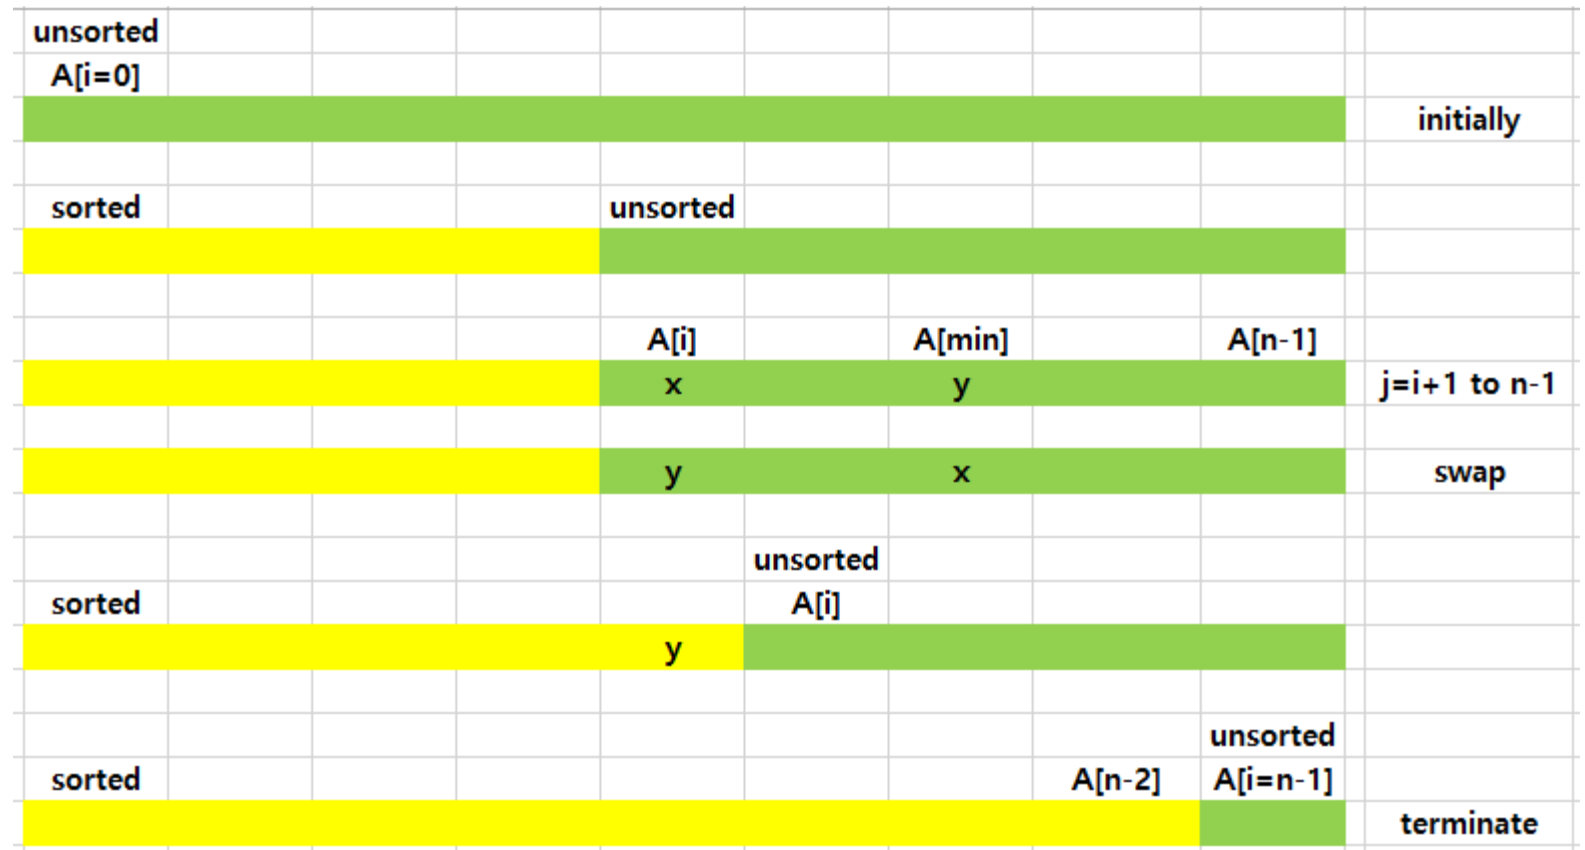 unsorted
A[i=0]
initially
sorted unsorted
A[i] A[min] A[n-1]
x y j=i+1 to n-1
y x swap
unsorted
sorted A[i]
y
unsorted
sorted A[n-2] A[i=n-1]
terminate